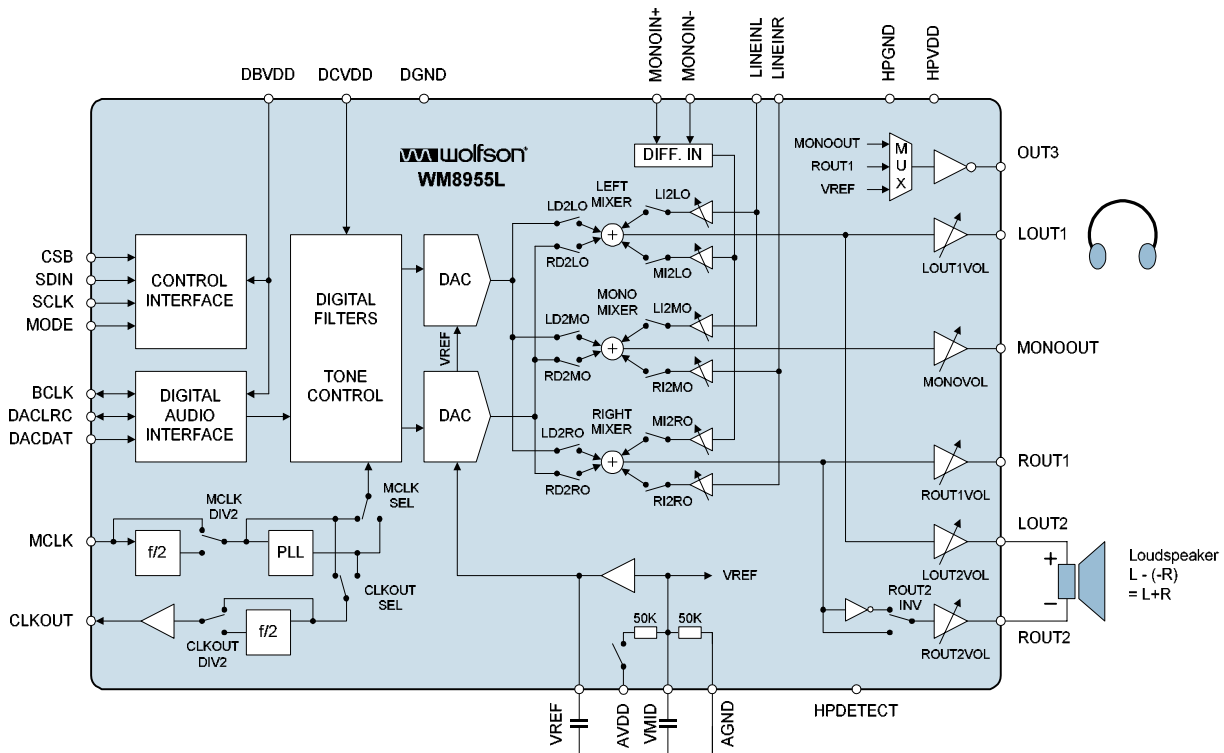 DBVDD
DCVDD
DGND
MONOIN+
MONOIN-
LINEINL
LINEINR
HPGND
HPVDD
wolfson
WM8955L
DIFF. IN
MONOOUT
ROUT1
VREF
MUX
OUT3
CSB
SDIN
SCLK
MODE
CONTROL
INTERFACE
BCLK
DACLRC
DACDAT
DIGITAL
AUDIO
INTERFACE
DIGITAL
FILTERS
TONE
CONTROL
DAC
VREF
DAC
LEFT
MIXER
LD2LO
RD2LO
LI2LO
MI2LO
MONO
MIXER
LD2MO
RD2MO
LI2MO
RI2MO
RIGHT
MIXER
LD2RO
RD2RO
MI2RO
RI2RO
LOUT1VOL
LOUT1
MONOVOL
MONOOUT
ROUT1VOL
ROUT1
LOUT2VOL
LOUT2
ROUT2
INV
ROUT2VOL
ROUT2
+
−
Loudspeaker
L - (-R)
= L+R
MCLK
f/2
MCLK
DIV2
PLL
MCLK
SEL
CLKOUT
SEL
CLKOUT
CLKOUT
DIV2
f/2
VREF
50K
50K
VREF
AVDD
VMID
AGND
HPDETECT